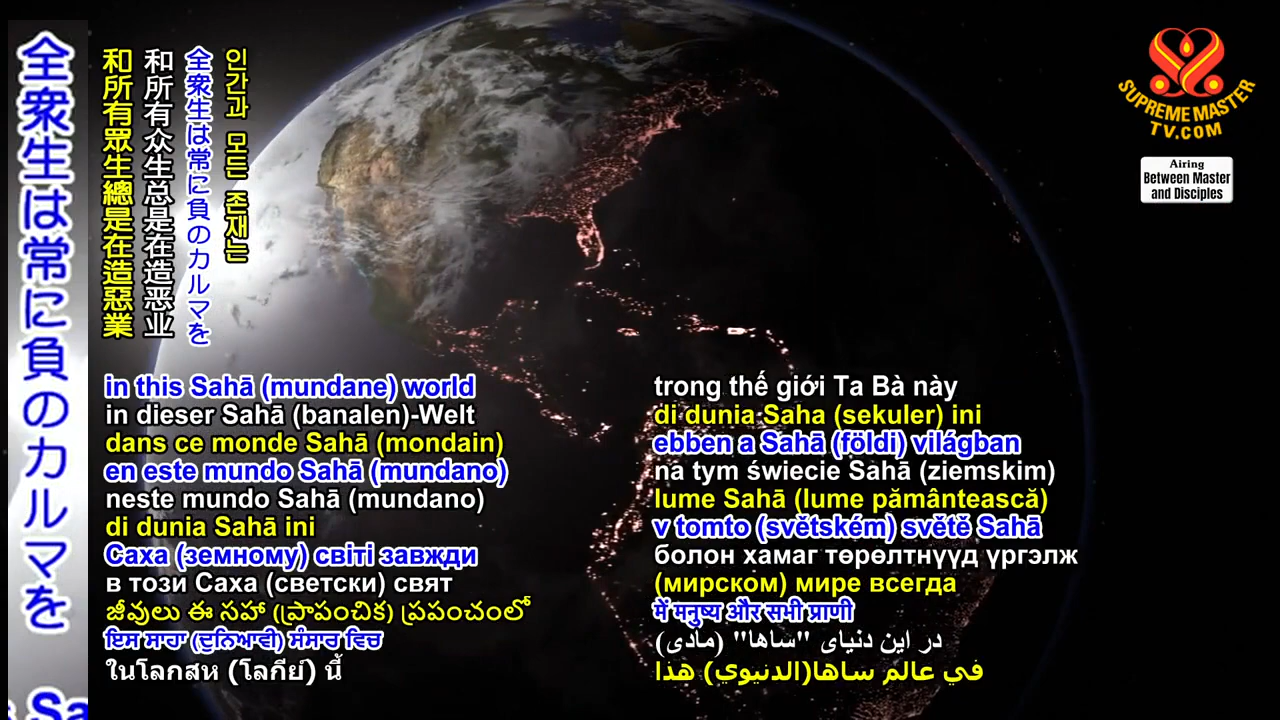 全衆生は常に負のカルマを
和所有眾生總是在造惡業
和所有众生总是在造恶业
全衆生は常に負のカルマを
인간과 모든 존재는
SUPREME MASTER
TV.COM
Airing
Between Master
and Disciples
in this Sahā (mundane) world
in dieser Sahā (banalen)-Welt
dans ce monde Sahā (mondain)
en este mundo Sahā (mundano)
neste mundo Sahā (mundano)
di dunia Sahā ini
Саха (земному) світі завжди
в този Саха (светски) свят
జీవులు ఈ సహా (ప్రాపంచిక) ప్రపంచంలో
ਇਸ ਸਾਹਾ (ਦੁਨਿਆਵੀ) ਸੰਸਾਰ ਵਿਚ
ในโลกสห (โลกีย์) นี้
trong thế giới Ta Bà này
di dunia Saha (sekuler) ini
ebben a Sahā (földi) világban
na tym świecie Sahā (ziemskim)
lume Sahā (lume pământească)
v tomto (světském) světě Sahā
болон хамаг төрөлтнүүд үргэлж
(мирском) мире всегда
में मनुष्य और सभी प्राणी
در این دنیای "ساها" (مادی)
في عالم ساها(الدنيوي) هذا